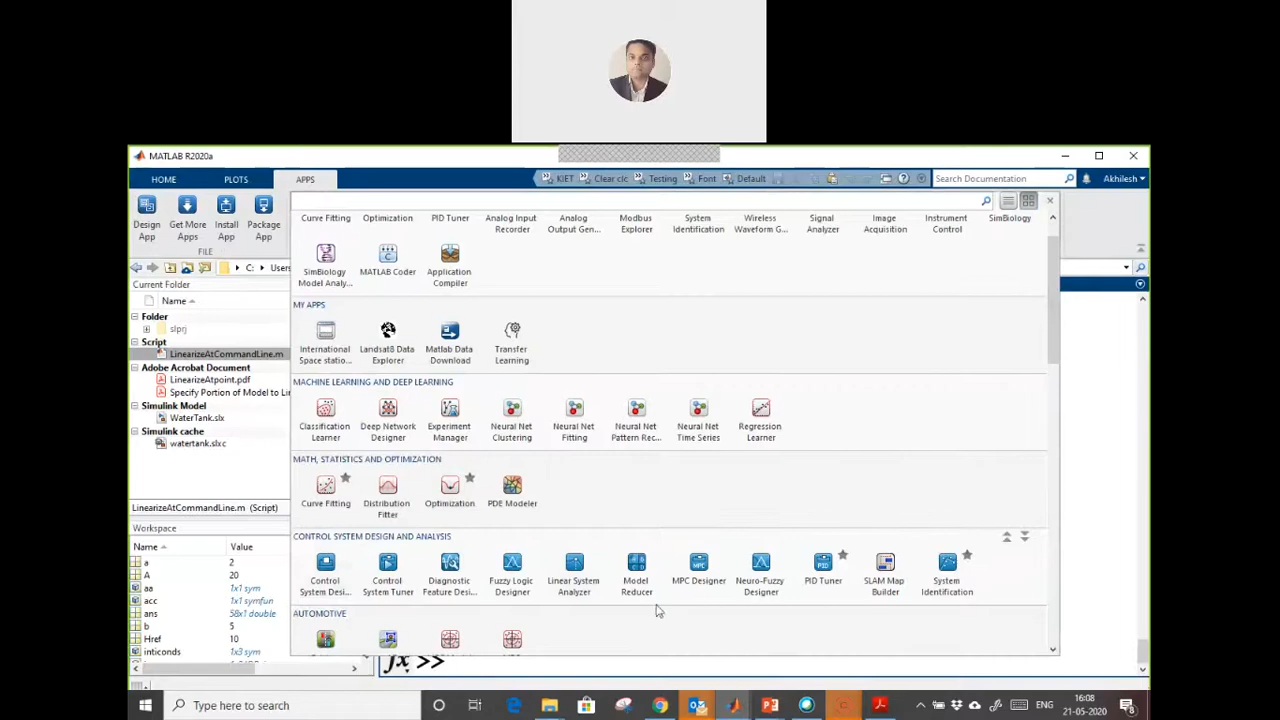 MATLAB R2020a
HOME PLOTS APPS KIET Clear clc Testing Font Default Search Documentation Akhilesh
Design App Get More Apps Install App Package App
FILE
C: Users
Current Folder
Name
Folder
slprj
Script
LinearizeAtCommandLine.m
Adobe Acrobat Document
LinearizeAtpoint.pdf
Specify Portion of Model to Lin
Simulink Model
WaterTank.slx
Simulink cache
watertank.slxc
LinearizeAtCommandLine.m (Script)
Workspace
Name Value
a 2
A 20
aa 1x1 sym
acc 1x1 symfun
ans 58x1 double
b 5
Href 10
inticonds 1x3 sym
Curve Fitting Optimization PID Tuner Analog Input Recorder Analog Output Gen... Modbus Explorer System Identification Wireless Waveform G... Signal Analyzer Image Acquisition Instrument Control SimBiology
SimBiology Model Analy... MATLAB Coder Application Compiler
MY APPS
International Space statio... Landsat8 Data Explorer Matlab Data Download Transfer Learning
MACHINE LEARNING AND DEEP LEARNING
Classification Learner Deep Network Designer Experiment Manager Neural Net Clustering Neural Net Fitting Neural Net Pattern Rec... Neural Net Time Series Regression Learner
MATH, STATISTICS AND OPTIMIZATION
Curve Fitting Distribution Fitter Optimization PDE Modeler
CONTROL SYSTEM DESIGN AND ANALYSIS
MPC PID
Control System Desi... Control System Tuner Diagnostic Feature Desi... Fuzzy Logic Designer Linear System Analyzer Model Reducer MPC Designer Neuro-Fuzzy Designer PID Tuner SLAM Map Builder System Identification
AUTOMOTIVE
fx >>
Type here to search
ENG
16:08
21-05-2020
8